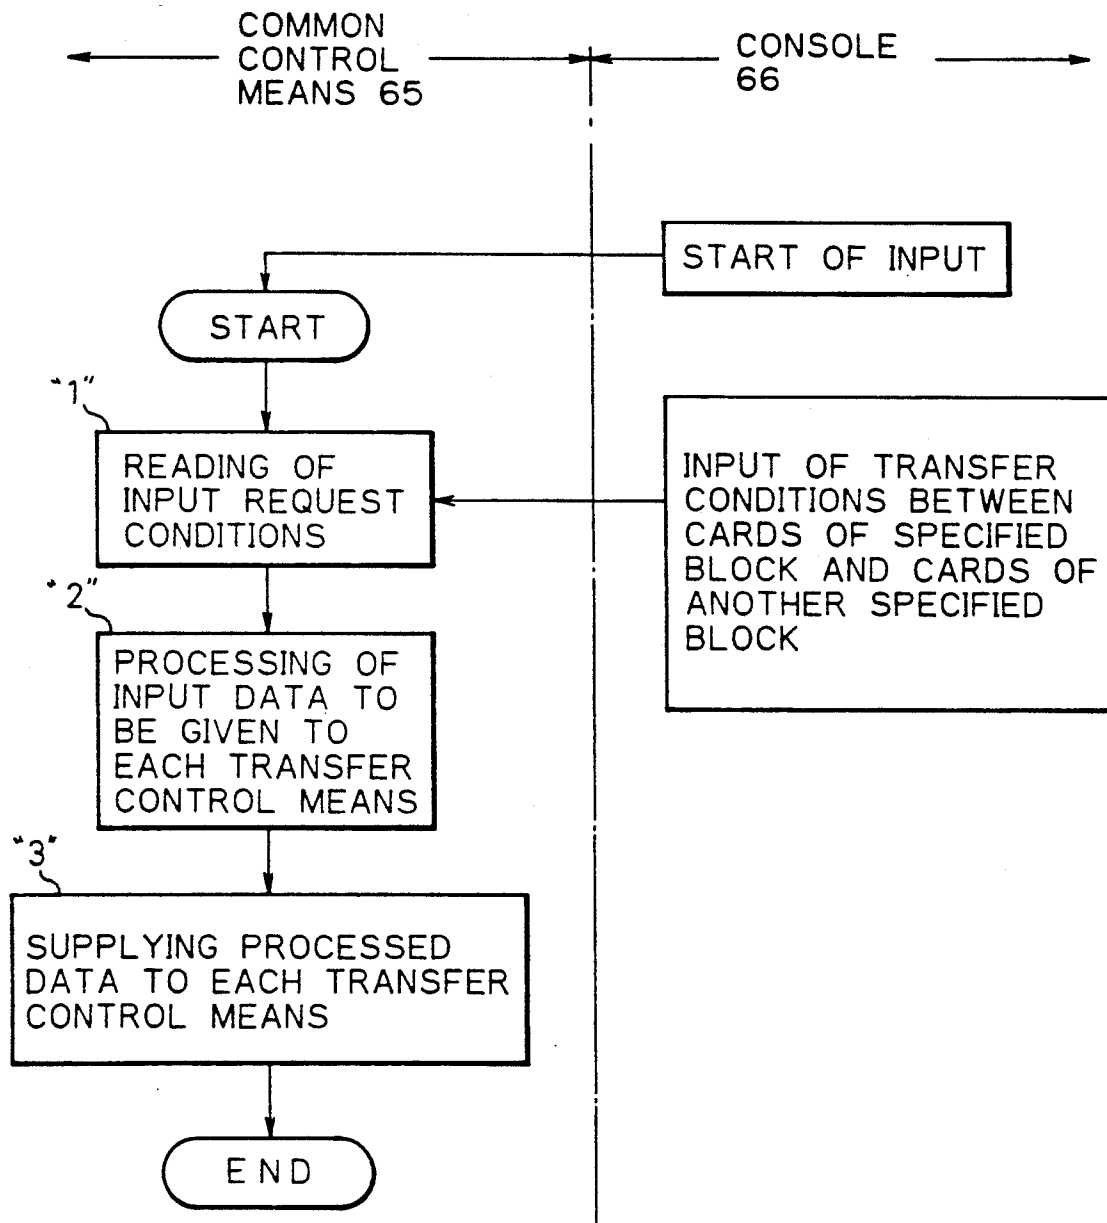 COMMON
CONTROL
MEANS 65
CONSOLE
66
START OF INPUT
START
"1"
READING OF
INPUT REQUEST
CONDITIONS
INPUT OF TRANSFER
CONDITIONS BETWEEN
CARDS OF SPECIFIED
BLOCK AND CARDS OF
ANOTHER SPECIFIED
BLOCK
"2"
PROCESSING OF
INPUT DATA TO
BE GIVEN TO
EACH TRANSFER
CONTROL MEANS
"3"
SUPPLYING PROCESSED
DATA TO EACH TRANSFER
CONTROL MEANS
END